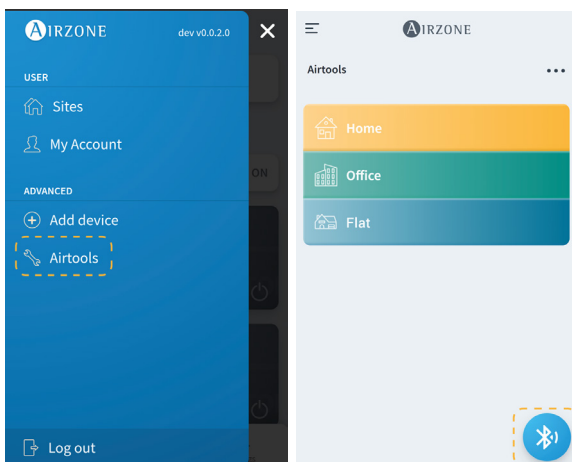 AIRZONE dev v0.0.2.0
USER
Sites
My Account
ADVANCED
Add device
Airtools
Log out
ON
AIRZONE
Airtools
Home
Office
Flat